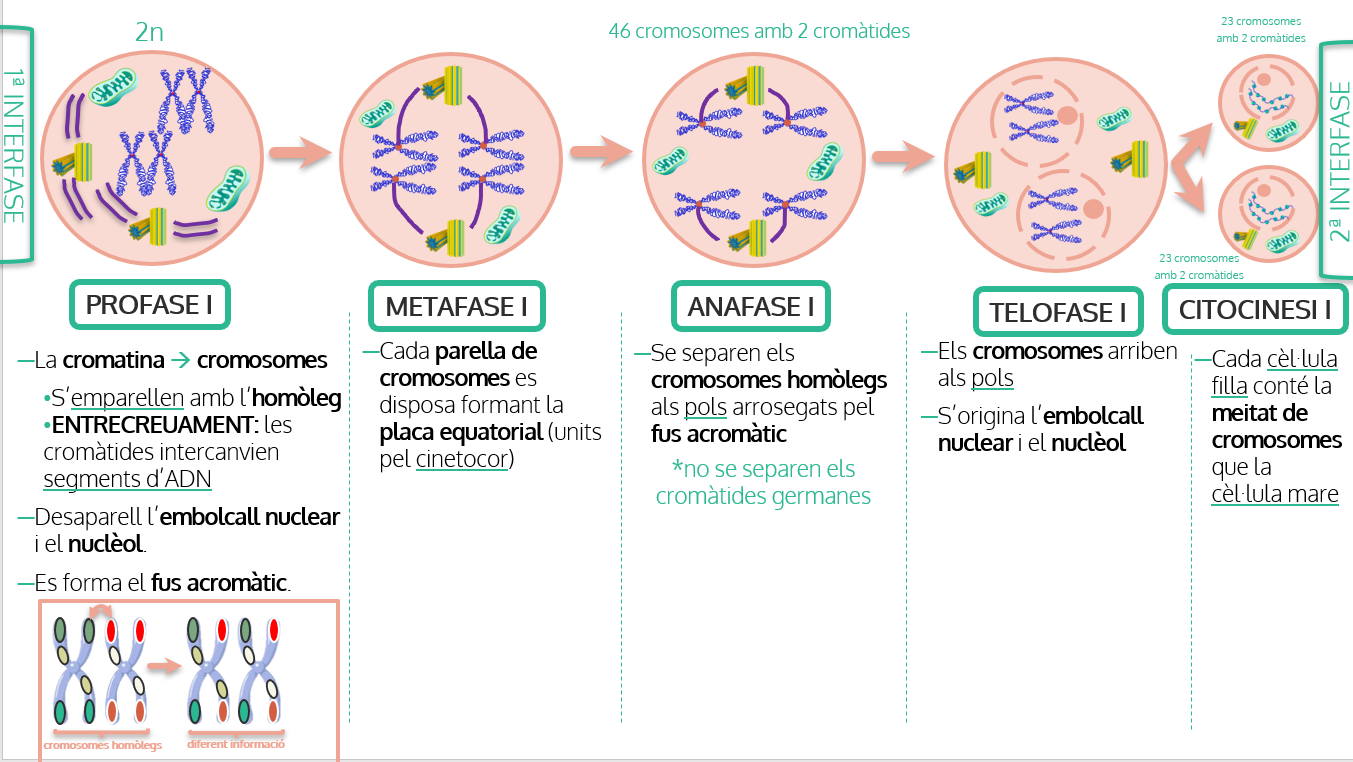 1ª INTERFASE
2n
46 cromosomes amb 2 cromàtides
23 cromosomes
amb 2 cromàtides
2ª INTERFASE
23 cromosomes
amb 2 cromàtides
PROFASE I
—La cromatina → cromosomes
•S’emparellen amb l’homòleg
•ENTRECREUAMENT: les
cromàtides intercanvien
segments d’ADN
—Desaparell l’embolcall nuclear
i el nuclèol.
—Es forma el fus acromàtic.
cromosomes homòlegs
diferent informació
METAFASE I
—Cada parella de
cromosomes es
disposa formant la
placa equatorial (units
pel cinetocor)
ANAFASE I
—Se separen els
cromosomes homòlegs
als pols arrosegats pel
fus acromàtic
*no se separen els
cromàtides germanes
TELOFASE I
—Els cromosomes arriben
als pols
—S’origina l’embolcall
nuclear i el nuclèol
CITOCINESI I
—Cada cèl·lula
filla conté la
meitat de
cromosomes
que la
cèl·lula mare